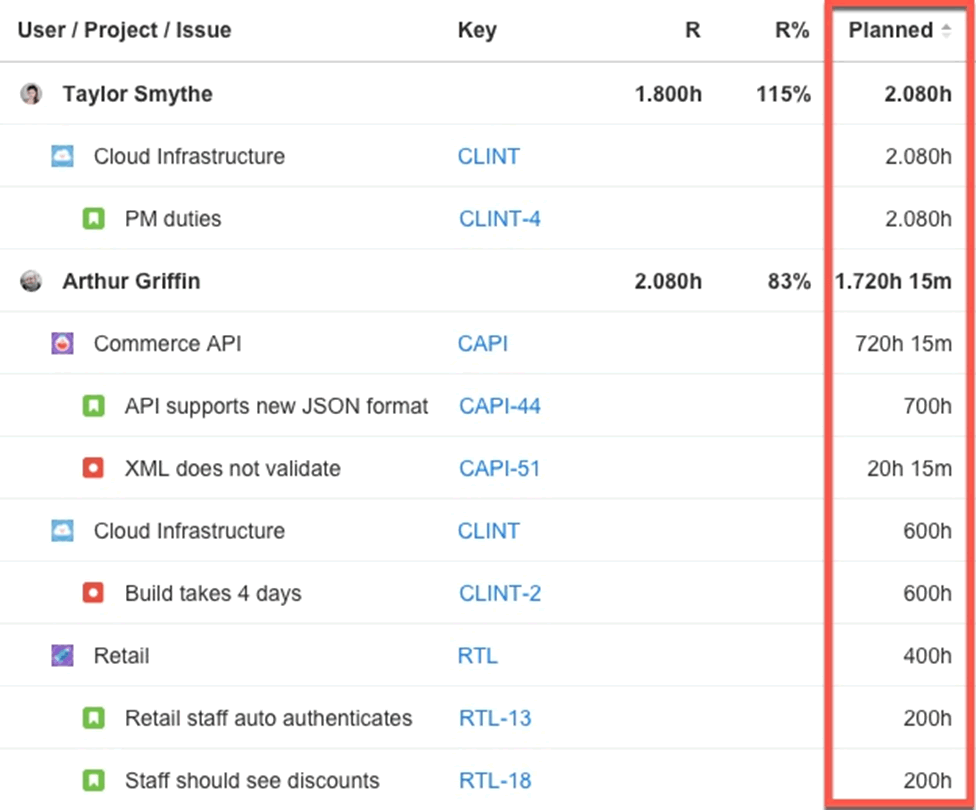 User / Project / Issue Key R R% Planned
Taylor Smythe 1.800h 115% 2.080h
Cloud Infrastructure CLINT 2.080h
PM duties CLINT-4 2.080h
Arthur Griffin 2.080h 83% 1.720h 15m
Commerce API CAPI 720h 15m
API supports new JSON format CAPI-44 700h
XML does not validate CAPI-51 20h 15m
Cloud Infrastructure CLINT 600h
Build takes 4 days CLINT-2 600h
Retail RTL 400h
Retail staff auto authenticates RTL-13 200h
Staff should see discounts RTL-18 200h